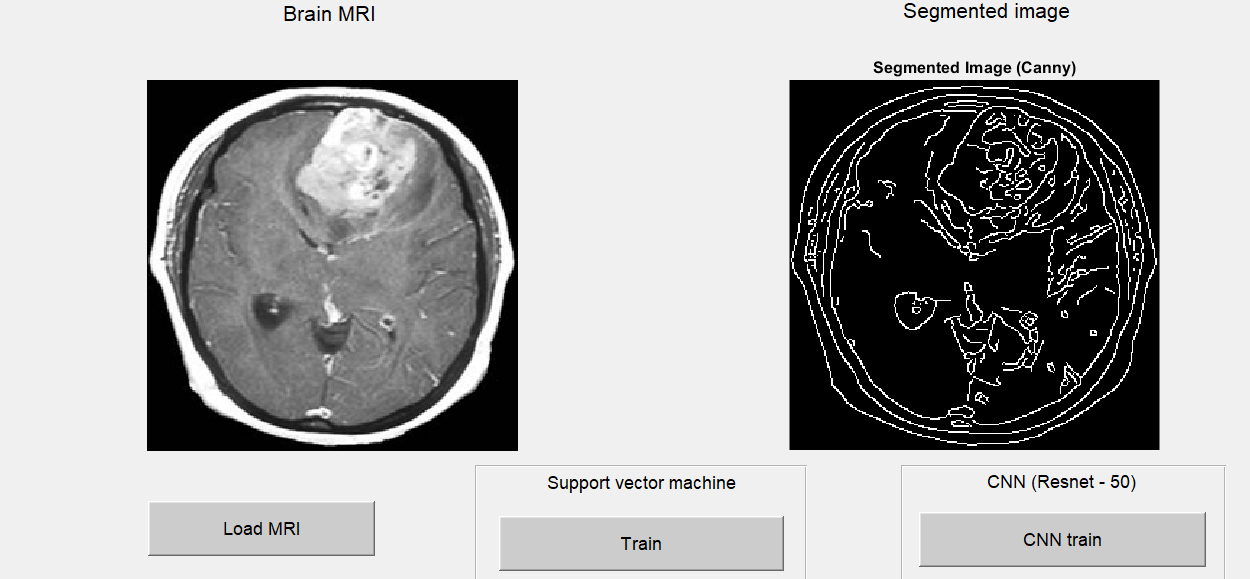 Brain MRI
Segmented image
Segmented Image (Canny)
Load MRI
Support vector machine
Train
CNN (Resnet - 50)
CNN train